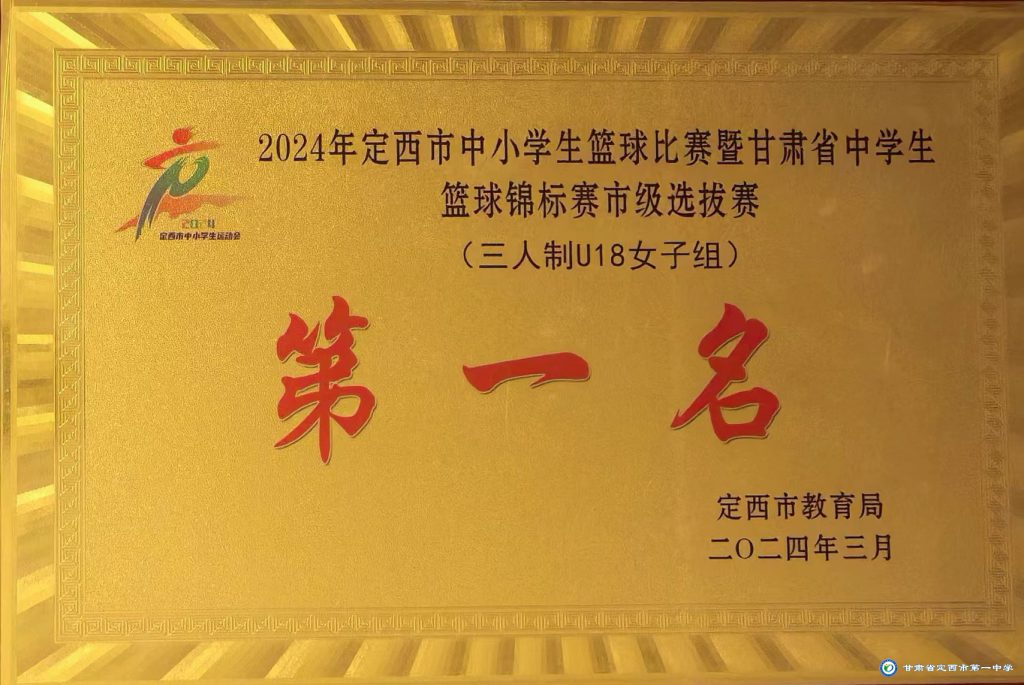 2024年定西市中小学生篮球比赛暨甘肃省中学生
篮球锦标赛市级选拔赛
（三人制U18女子组）
2024
定西市中小学生运动会
第一名
定西市教育局
二〇二四年三月
甘肃省定西市第一中学